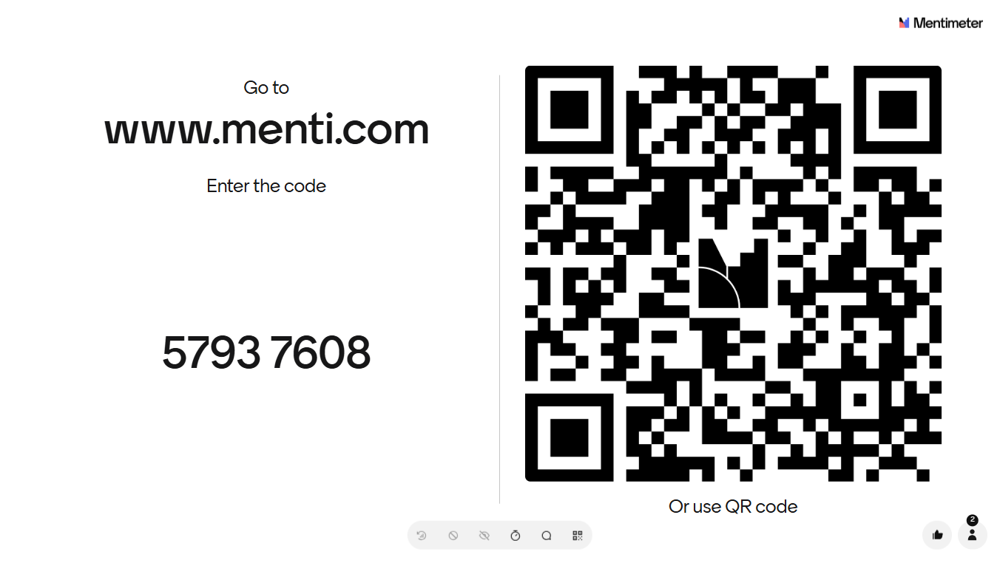 Mentimeter
Go to
www.menti.com
Enter the code
5793 7608
Or use QR code
2